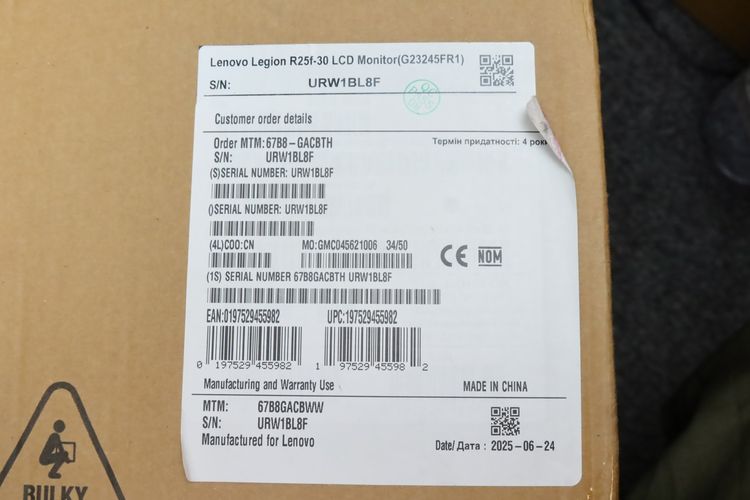 Lenovo Legion R25f-30 LCD Monitor(G23245FR1)
S/N: URW1BL8F
Customer order details
Order MTM:67B8-GACBTH
Термін придатності: 4 роки
S/N: URW1BL8F
(S)SERIAL NUMBER: URW1BL8F
()SERIAL NUMBER: URW1BL8F
(4L)COO:CN MO:GMC045621006 34/50
CE NOM
(1S) SERIAL NUMBER 67B8GACBTH URW1BL8F
EAN:0197529455982 UPC:197529455982
0 197529 455982 1 97529 45598 2
Manufacturing and Warranty Use MADE IN CHINA
MTM: 67B8GACBWW
S/N: URW1BL8F
Manufactured for Lenovo Date/Дата : 2025-06-24
BULKY